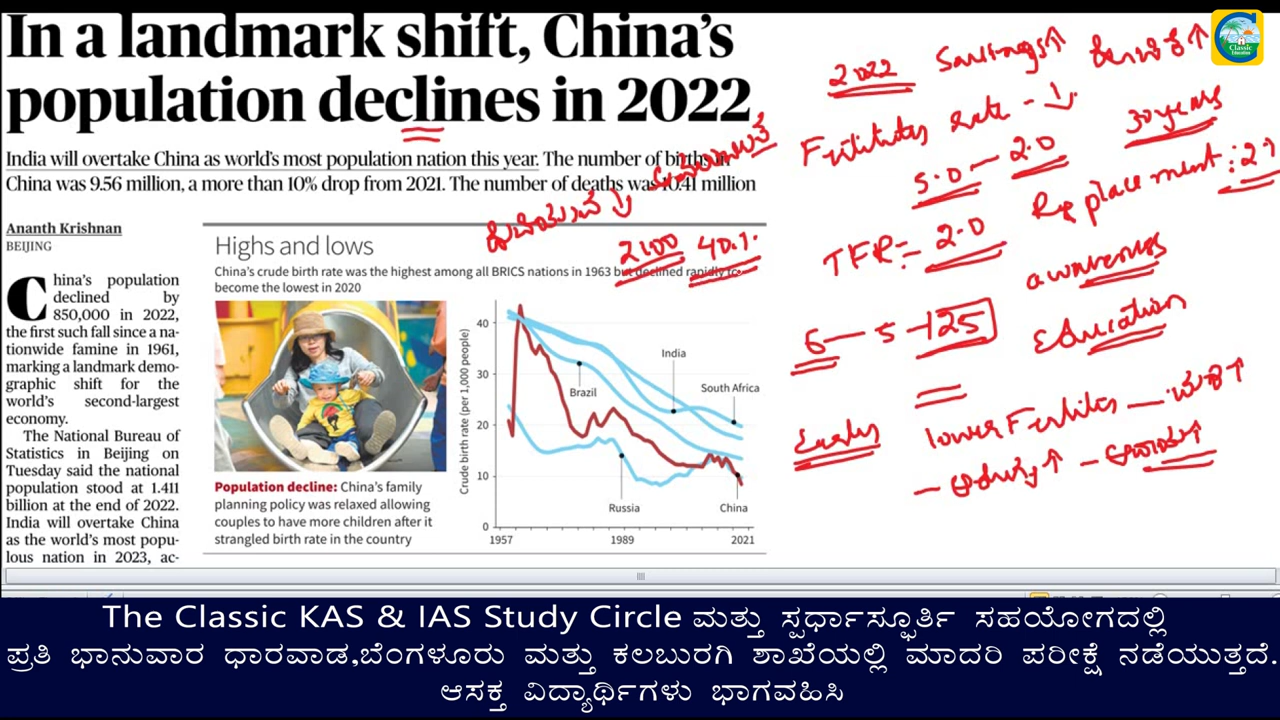 In a landmark shift, China's
population declines in 2022
India will overtake China as world's most population nation this year. The number of births in
China was 9.56 million, a more than 10% drop from 2021. The number of deaths was 10.41 million
Ananth Krishnan
BEIJING
China's population
declined by
850,000 in 2022,
the first such fall since a na-
tionwide famine in 1961,
marking a landmark demo-
graphic shift for the
world's second-largest
economy.
The National Bureau of
Statistics in Beijing on
Tuesday said the national
population stood at 1.411
billion at the end of 2022.
India will overtake China
as the world's most popu-
lous nation in 2023, ac-
Highs and lows
China's crude birth rate was the highest among all BRICS nations in 1963 but declined rapidly to
become the lowest in 2020
Population decline: China's family
planning policy was relaxed allowing
couples to have more children after it
strangled birth rate in the country
Crude birth rate (per 1,000 people)
40
30
20
10
0
1957
1989
2021
India
South Africa
Brazil
Russia
China
2100 40.1.
2022
rate
30 years
5.0 - 2.0
Replacement : 2.1
TFR = 2.0
awareness
6 - 5 - 125
Education
lower
Classic
Education
The Classic KAS & IAS Study Circle ಮತ್ತು ಸ್ಪರ್ಧಾಸ್ಫೂರ್ತಿ ಸಹಯೋಗದಲ್ಲಿ
ಪ್ರತಿ ಭಾನುವಾರ ಧಾರವಾಡ,ಬೆಂಗಳೂರು ಮತ್ತು ಕಲಬುರಗಿ ಶಾಖೆಯಲ್ಲಿ ಮಾದರಿ ಪರೀಕ್ಷೆ ನಡೆಯುತ್ತದೆ.
ಆಸಕ್ತ ವಿದ್ಯಾರ್ಥಿಗಳು ಭಾಗವಹಿಸಿ